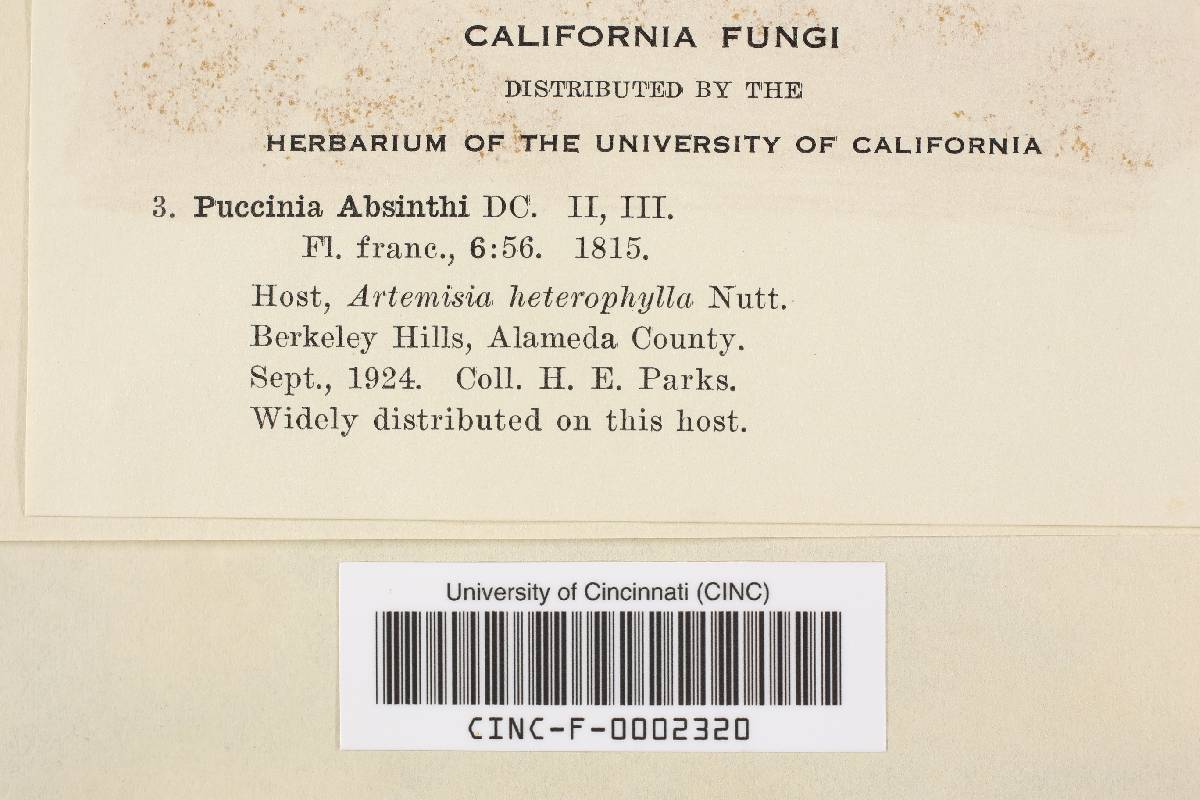 CALIFORNIA FUNGI
DISTRIBUTED BY THE
HERBARIUM OF THE UNIVERSITY OF CALIFORNIA
3. Puccinia Absinthi DC. II, III.
Fl. franc., 6:56. 1815.
Host, Artemisia heterophylla Nutt.
Berkeley Hills, Alameda County.
Sept., 1924. Coll. H. E. Parks.
Widely distributed on this host.
University of Cincinnati (CINC)
CINC-F-0002320